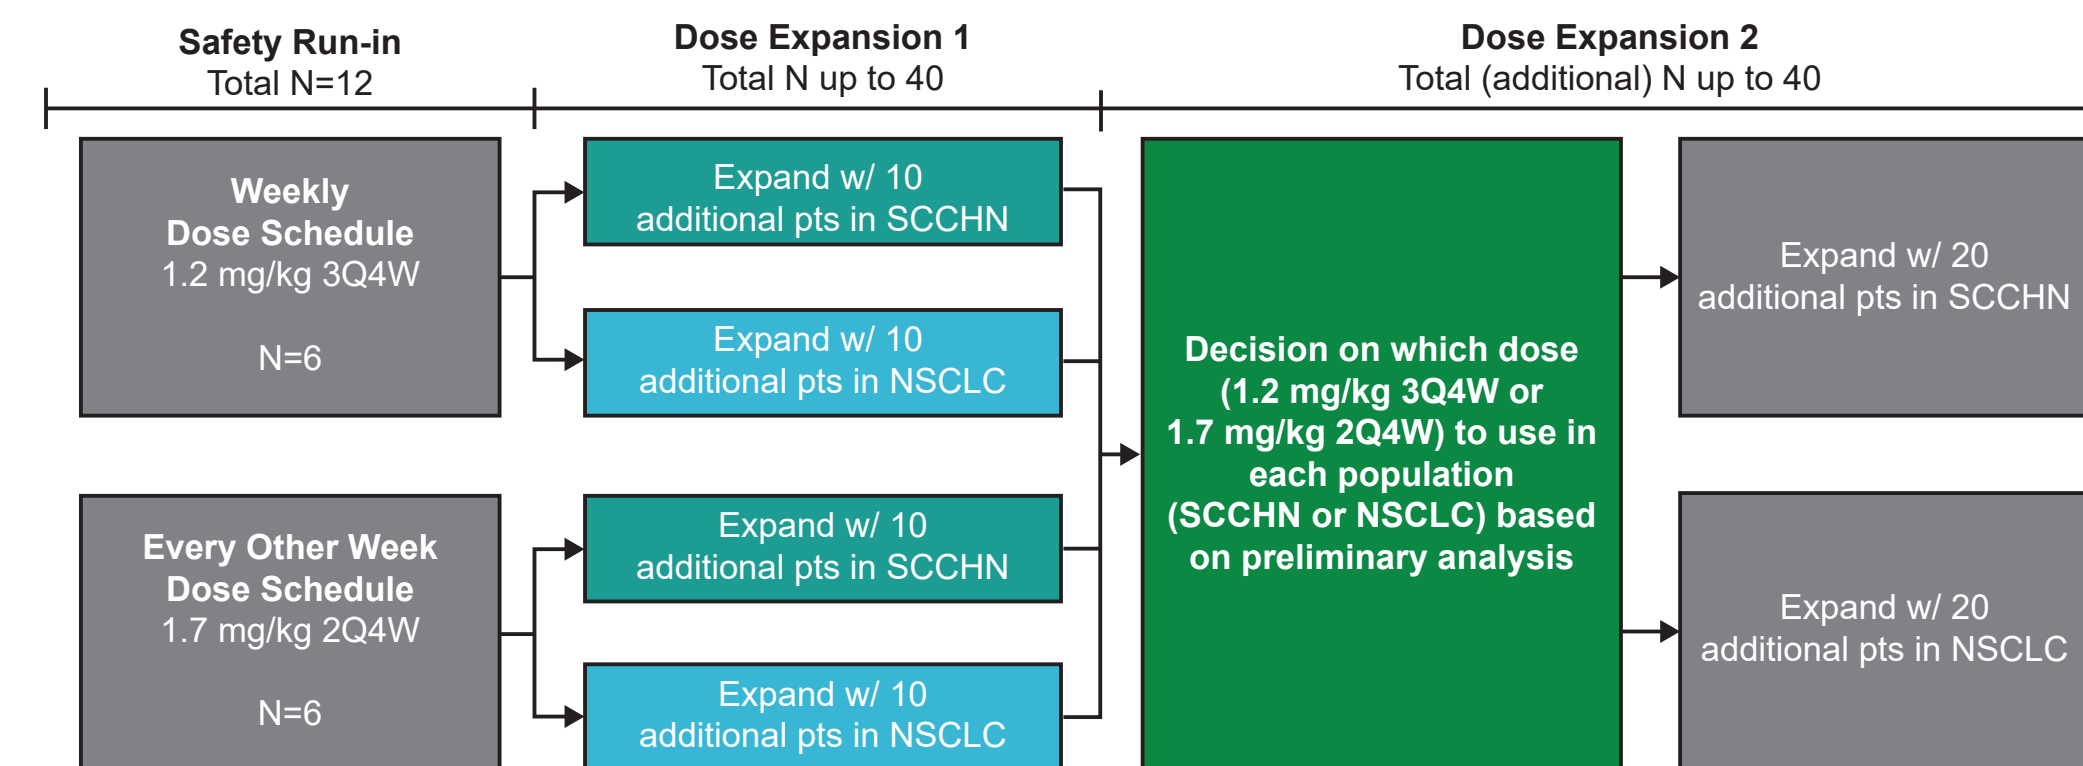 Safety Run-in
Total N=12
Dose Expansion 1
Total N up to 40
Dose Expansion 2
Total (additional) N up to 40
Weekly
Dose Schedule
1.2 mg/kg 3Q4W
N=6
Every Other Week
Dose Schedule
1.7 mg/kg 2Q4W
N=6
Expand w/ 10
additional pts in SCCHN
Expand w/ 10
additional pts in NSCLC
Expand w/ 10
additional pts in SCCHN
Expand w/ 10
additional pts in NSCLC
Decision on which dose
(1.2 mg/kg 3Q4W or
1.7 mg/kg 2Q4W) to use in
each population
(SCCHN or NSCLC) based
on preliminary analysis
Expand w/ 20
additional pts in SCCHN
Expand w/ 20
additional pts in NSCLC